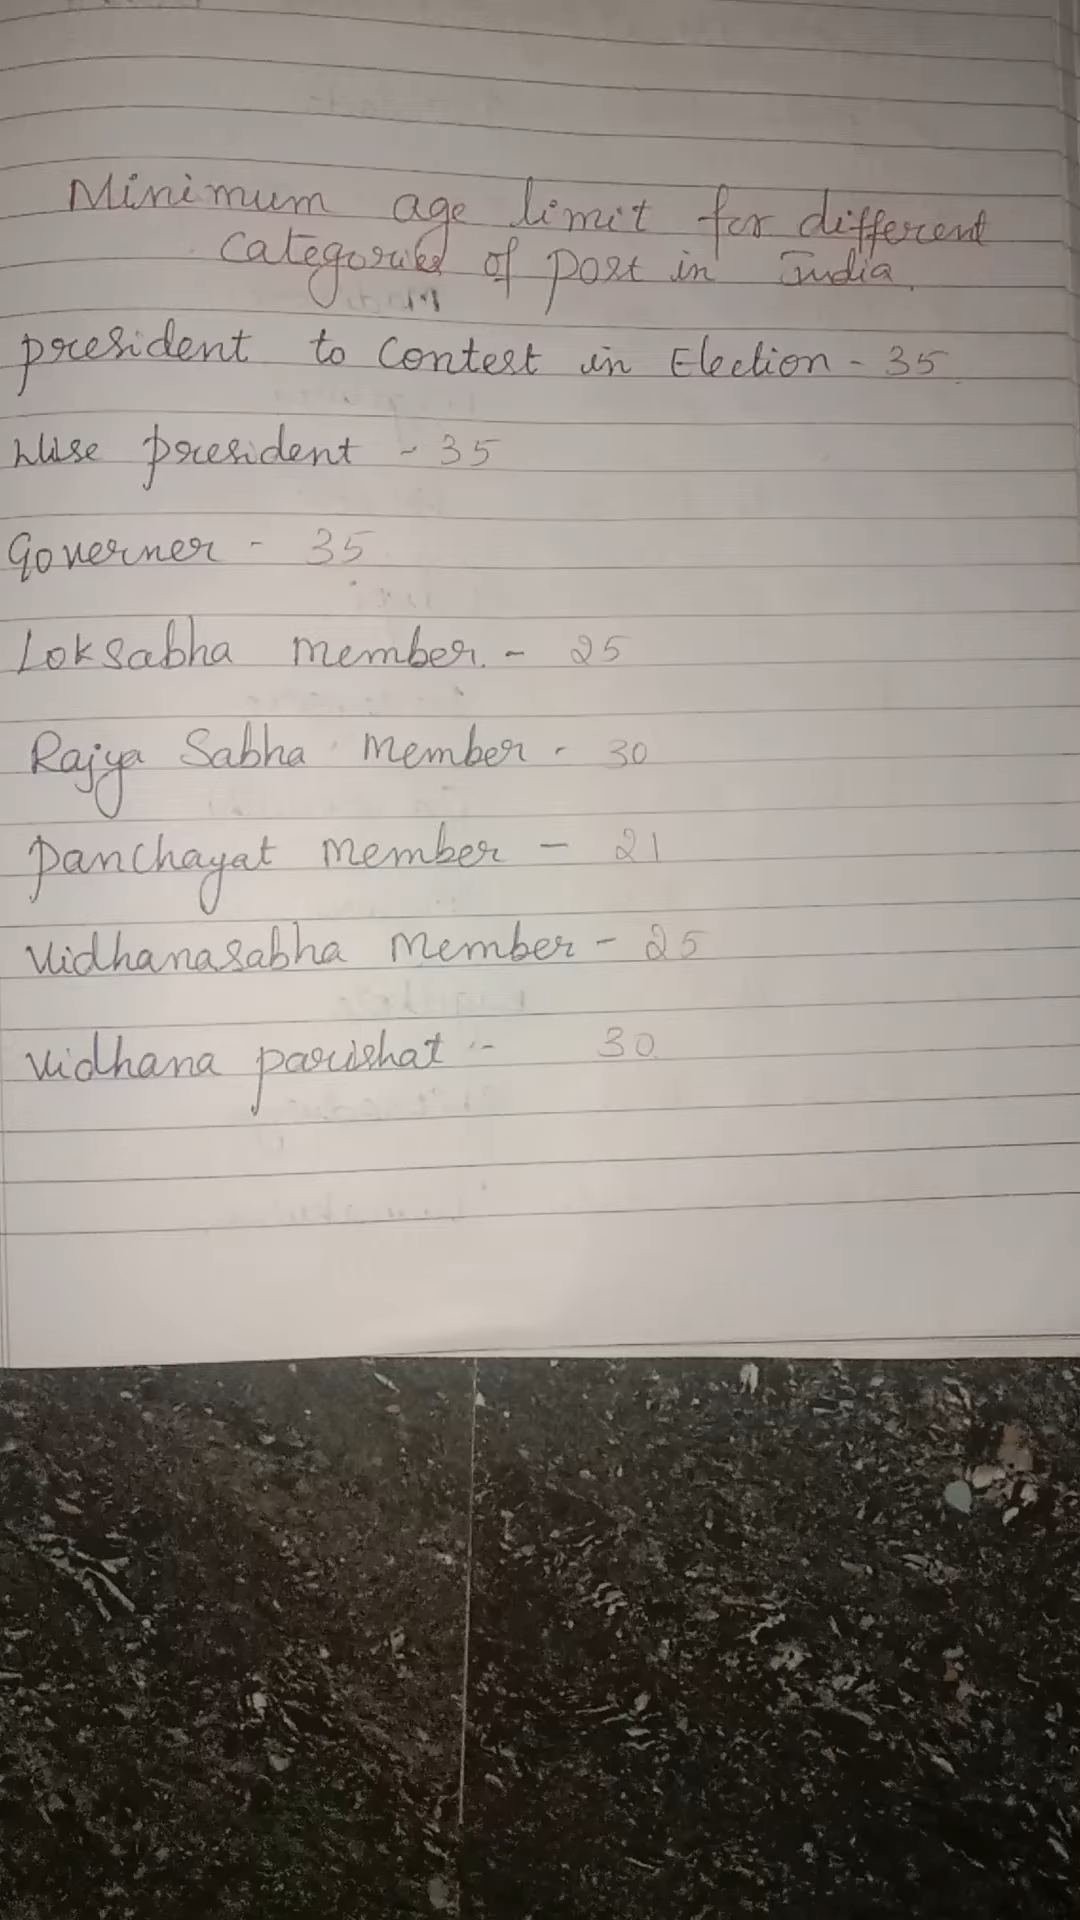 Minimum age limit for different
categories of post in India.
president to contest in Election - 35
Wise president - 35
Governer - 35
Loksabha member. - 25
Rajya Sabha member - 30
panchayat member - 21
Vidhanasabha member - 25
Vidhana parishat - 30